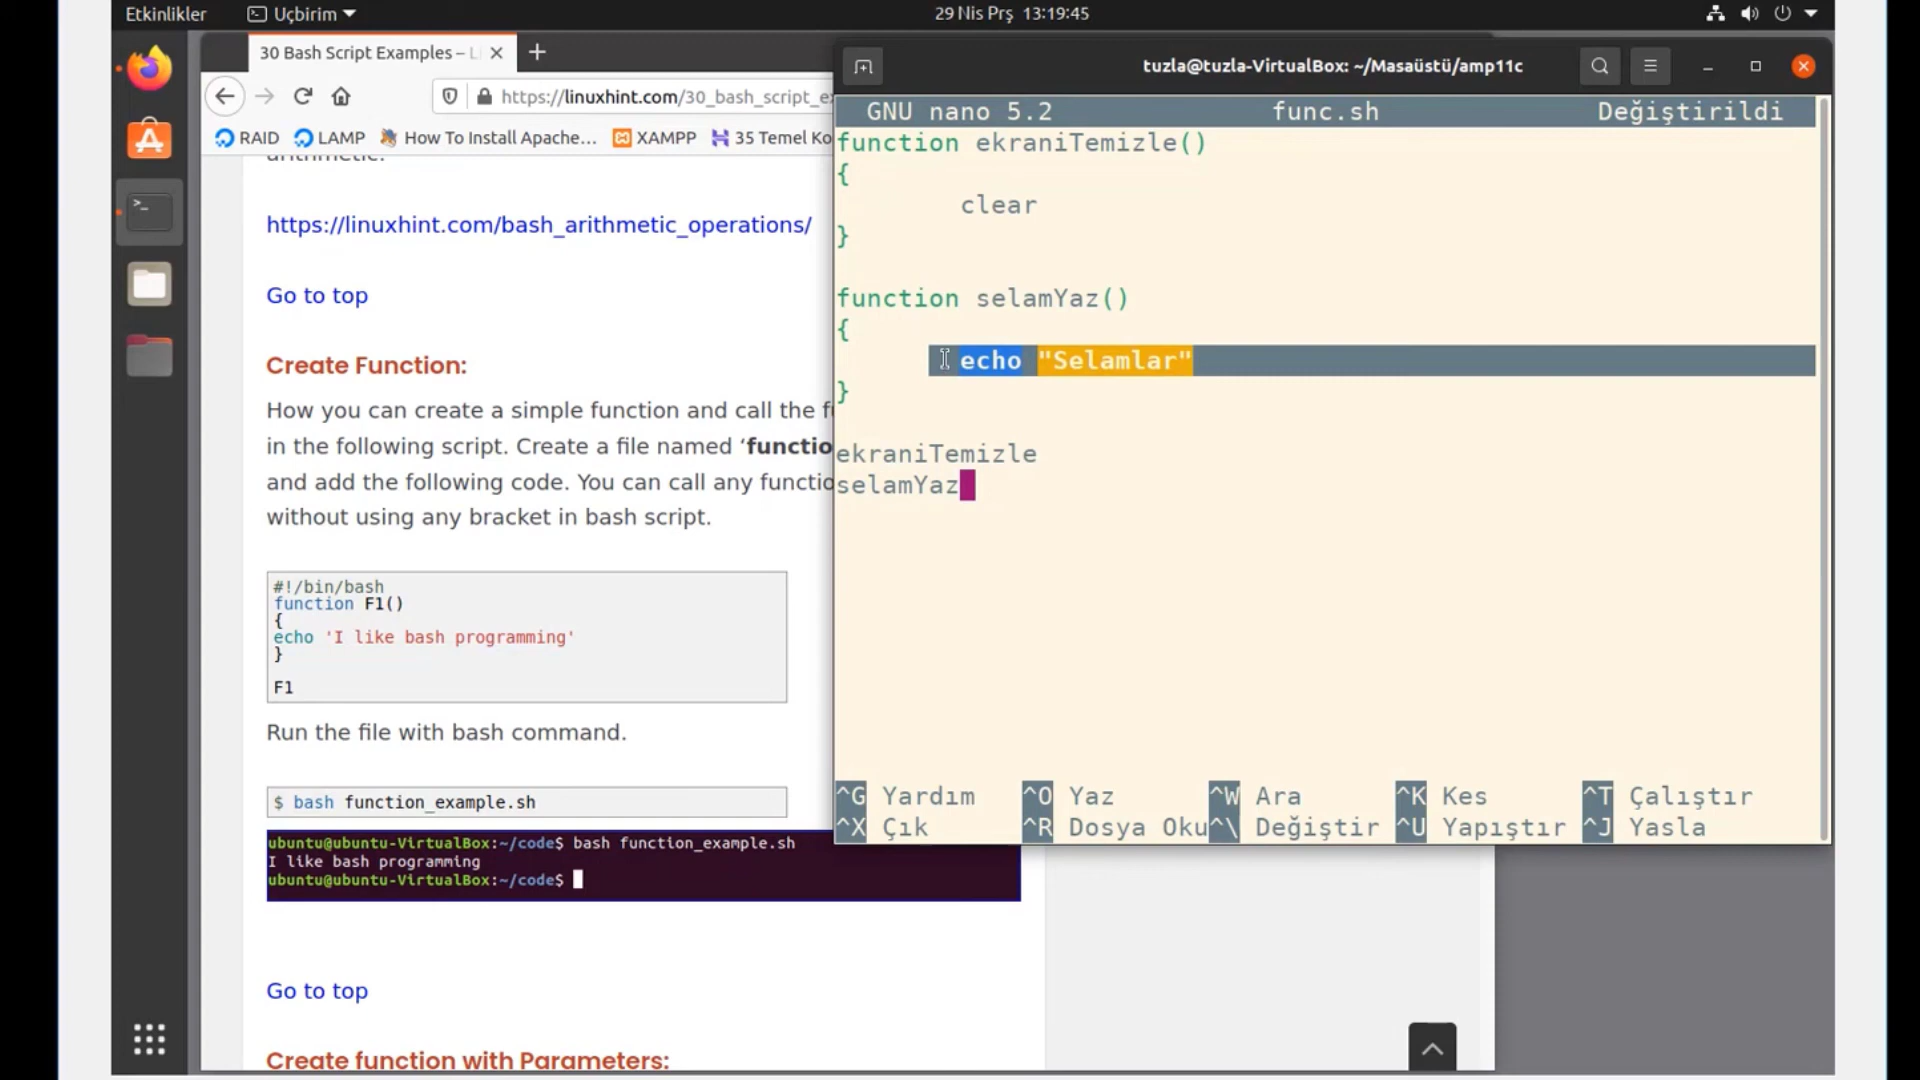 Etkinlikler
Uçbirim
29 Nis Prş 13:19:45
30 Bash Script Examples – L
https://linuxhint.com/30_bash_script_ex
RAID
LAMP
How To Install Apache...
XAMPP
35 Temel Ko
arithmetic.
https://linuxhint.com/bash_arithmetic_operations/
Go to top
Create Function:
How you can create a simple function and call the f
in the following script. Create a file named ‘functio
and add the following code. You can call any functio
without using any bracket in bash script.
#!/bin/bash
function F1()
{
echo 'I like bash programming'
}
F1
Run the file with bash command.
$ bash function_example.sh
ubuntu@ubuntu-VirtualBox:~/code$ bash function_example.sh
I like bash programming
ubuntu@ubuntu-VirtualBox:~/code$
Go to top
Create function with Parameters:
tuzla@tuzla-VirtualBox: ~/Masaüstü/amp11c
GNU nano 5.2 func.sh Değiştirildi
function ekraniTemizle()
{
clear
}
function selamYaz()
{
echo "Selamlar"
}
ekraniTemizle
selamYaz
^G Yardım ^O Yaz ^W Ara ^K Kes ^T Çalıştır
^X Çık ^R Dosya Oku ^\ Değiştir ^U Yapıştır ^J Yasla